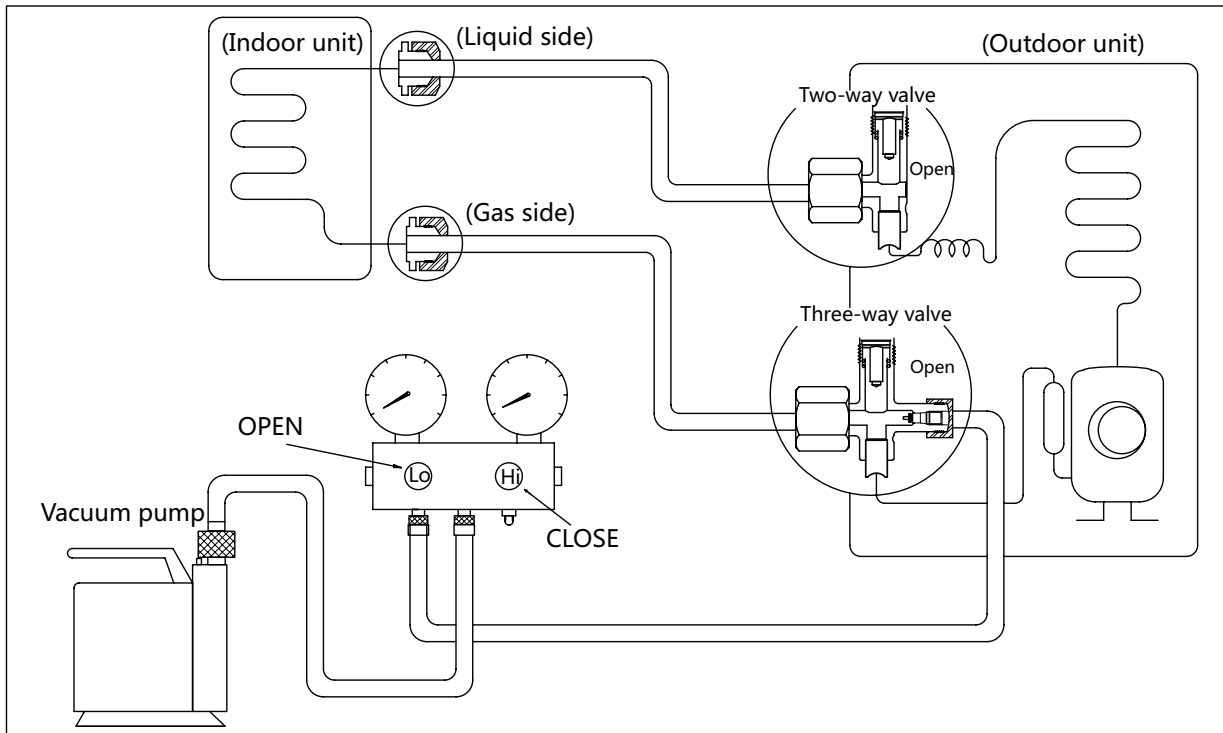 (Indoor unit)
(Liquid side)
(Outdoor unit)
Two-way valve
Open
(Gas side)
Three-way valve
Open
OPEN
Lo
Hi
CLOSE
Vacuum pump